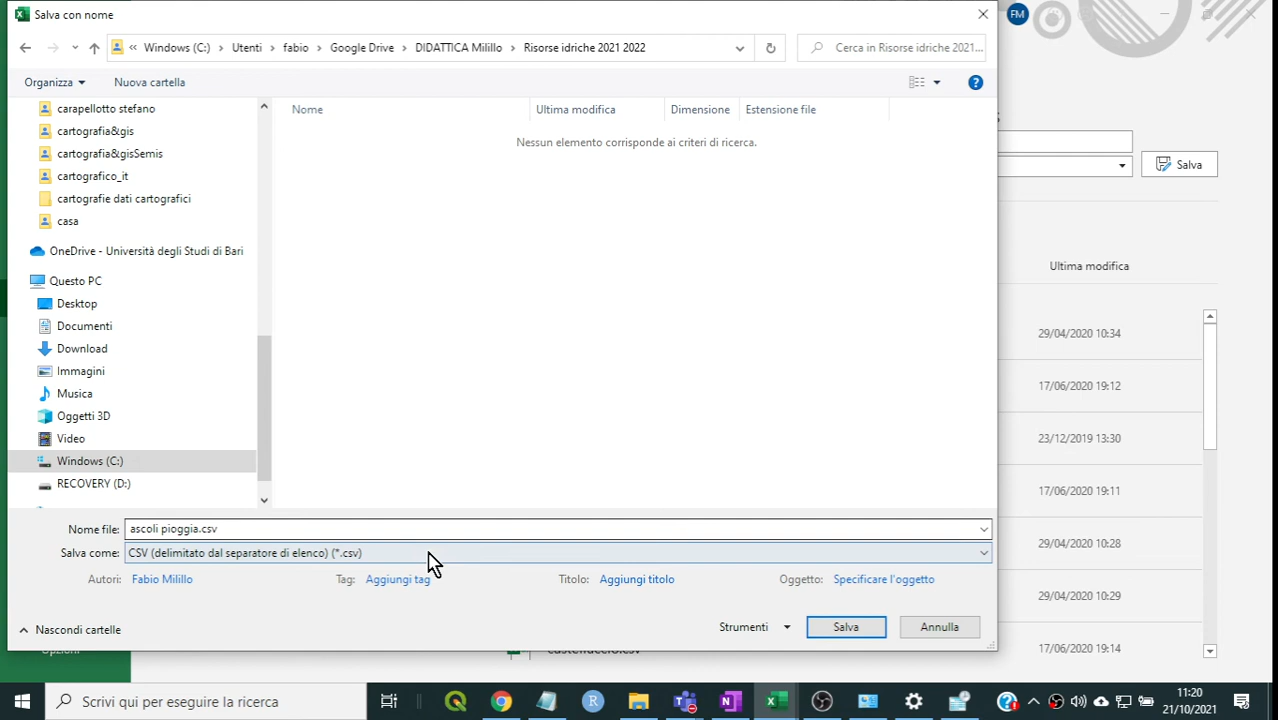 Salva con nome
FM
Windows (C:) Utenti fabio Google Drive DIDATTICA Milillo Risorse idriche 2021 2022
Cerca in Risorse idriche 2021...
Organizza Nuova cartella
Nome Ultima modifica Dimensione Estensione file
Nessun elemento corrisponde ai criteri di ricerca.
carapellotto stefano
cartografia&gis
cartografia&gisSemis
cartografico_it
cartografie dati cartografici
casa
OneDrive - Università degli Studi di Bari
Questo PC
Desktop
Documenti
Download
Immagini
Musica
Oggetti 3D
Video
Windows (C:)
RECOVERY (D:)
Salva
Ultima modifica
29/04/2020 10:34
17/06/2020 19:12
23/12/2019 13:30
17/06/2020 19:11
29/04/2020 10:28
29/04/2020 10:29
17/06/2020 19:14
Nome file: ascoli pioggia.csv
Salva come: CSV (delimitato dal separatore di elenco) (*.csv)
Autori: Fabio Milillo Tag: Aggiungi tag Titolo: Aggiungi titolo Oggetto: Specificare l'oggetto
Nascondi cartelle Strumenti Salva Annulla
Opzioni
Scrivi qui per eseguire la ricerca
11:20
21/10/2021